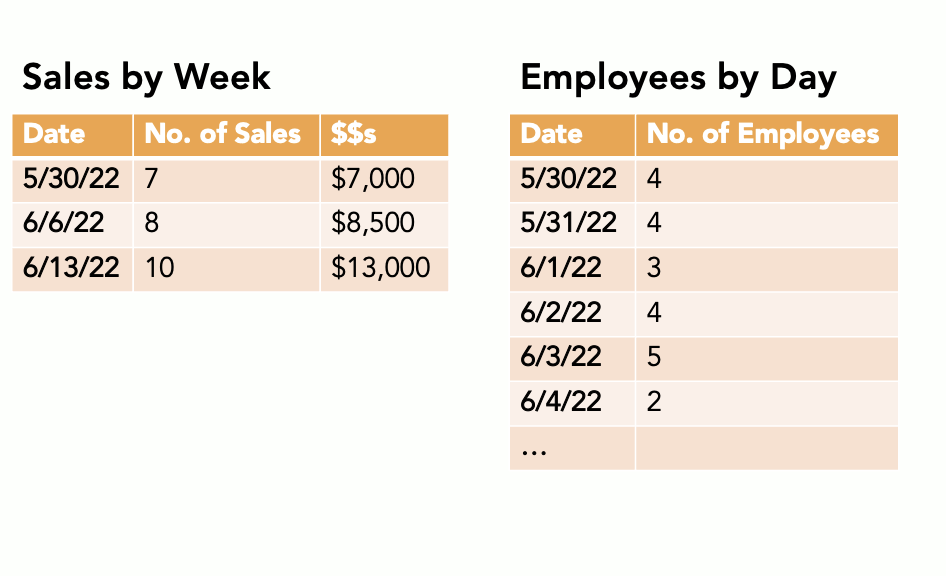 Sales by Week
Date No. of Sales $$s
5/30/22 7 $7,000
6/6/22 8 $8,500
6/13/22 10 $13,000
Employees by Day
Date No. of Employees
5/30/22 4
5/31/22 4
6/1/22 3
6/2/22 4
6/3/22 5
6/4/22 2
...